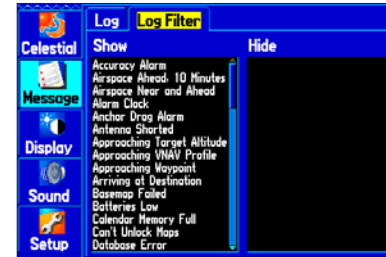 Log Log Filter
Celestial
Show Hide
Accuracy Alarm
Airspace Ahead, 10 Minutes
Airspace Near and Ahead
Alarm Clock
Anchor Drag Alarm
Antenna Shorted
Approaching Target Altitude
Approaching VNAV Profile
Approaching Waypoint
Arriving at Destination
Basemap Failed
Batteries Low
Calendar Memory Full
Can't Unlock Maps
Database Error
Message
Display
Sound
Setup